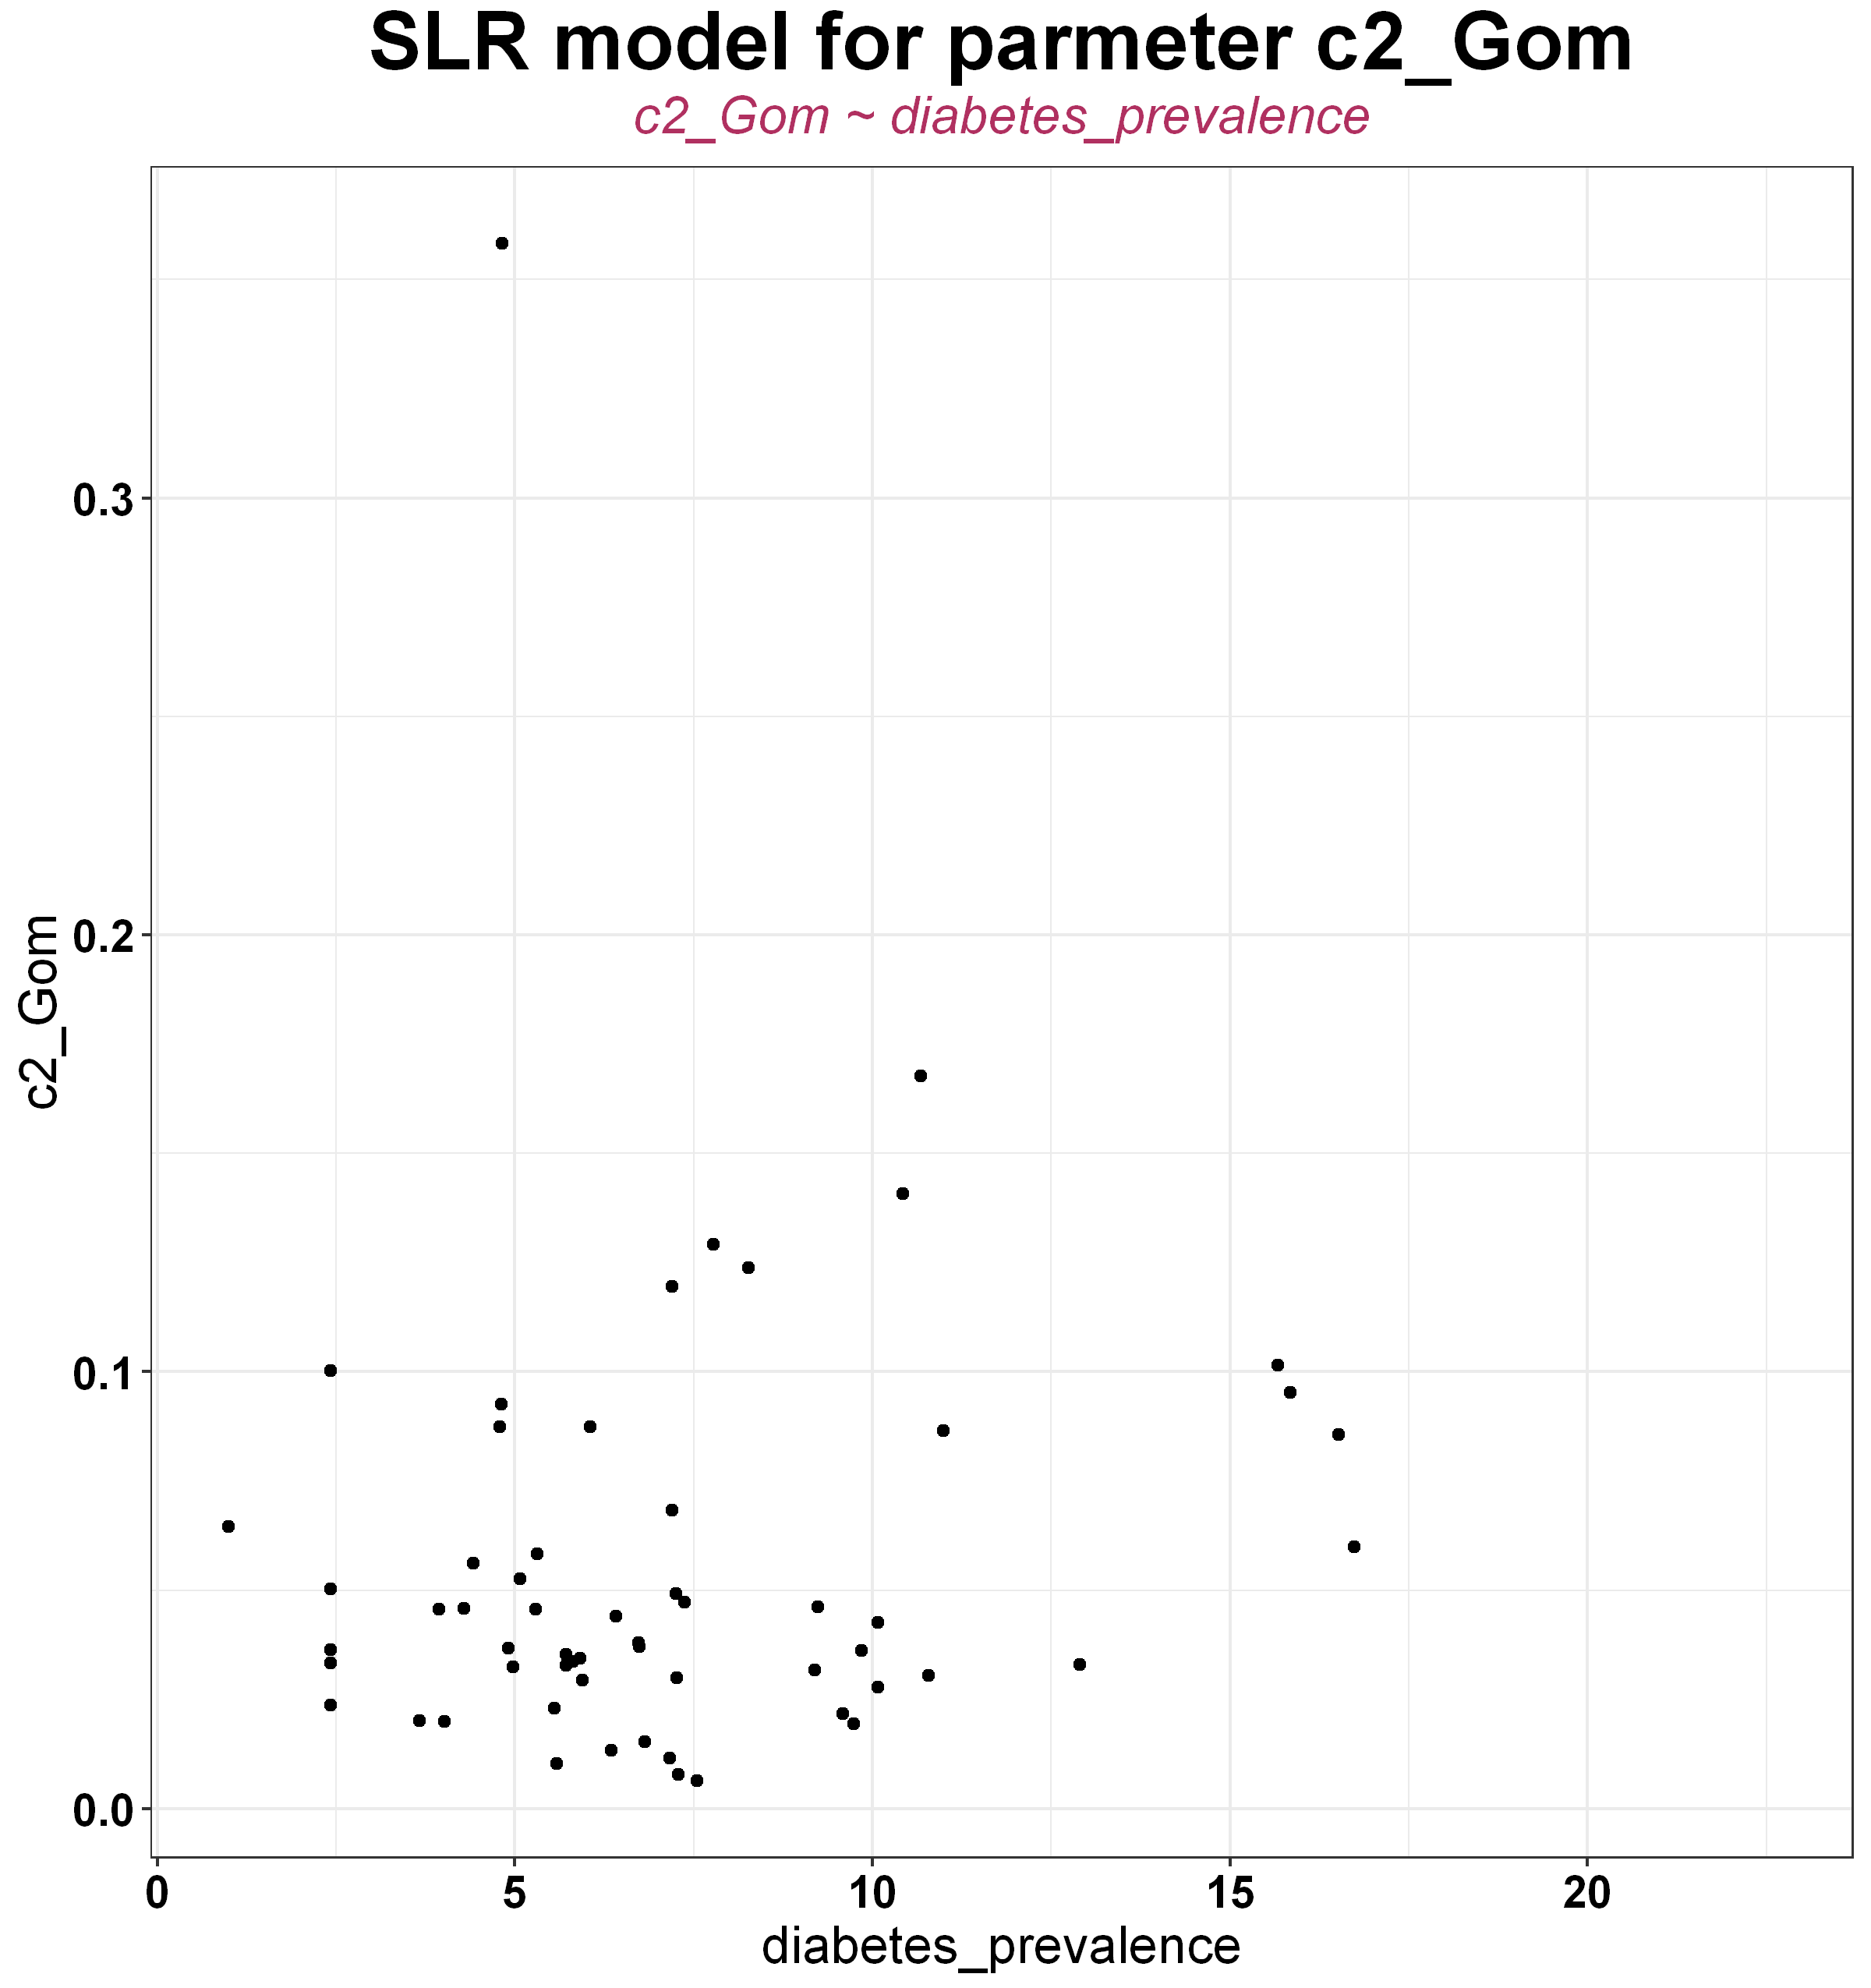 SLR model for parmeter c2_Gom
c2_Gom ~ diabetes_prevalence
0.3
0.2
0.1
0.0
c2_Gom
0 5 10 15 20
diabetes_prevalence